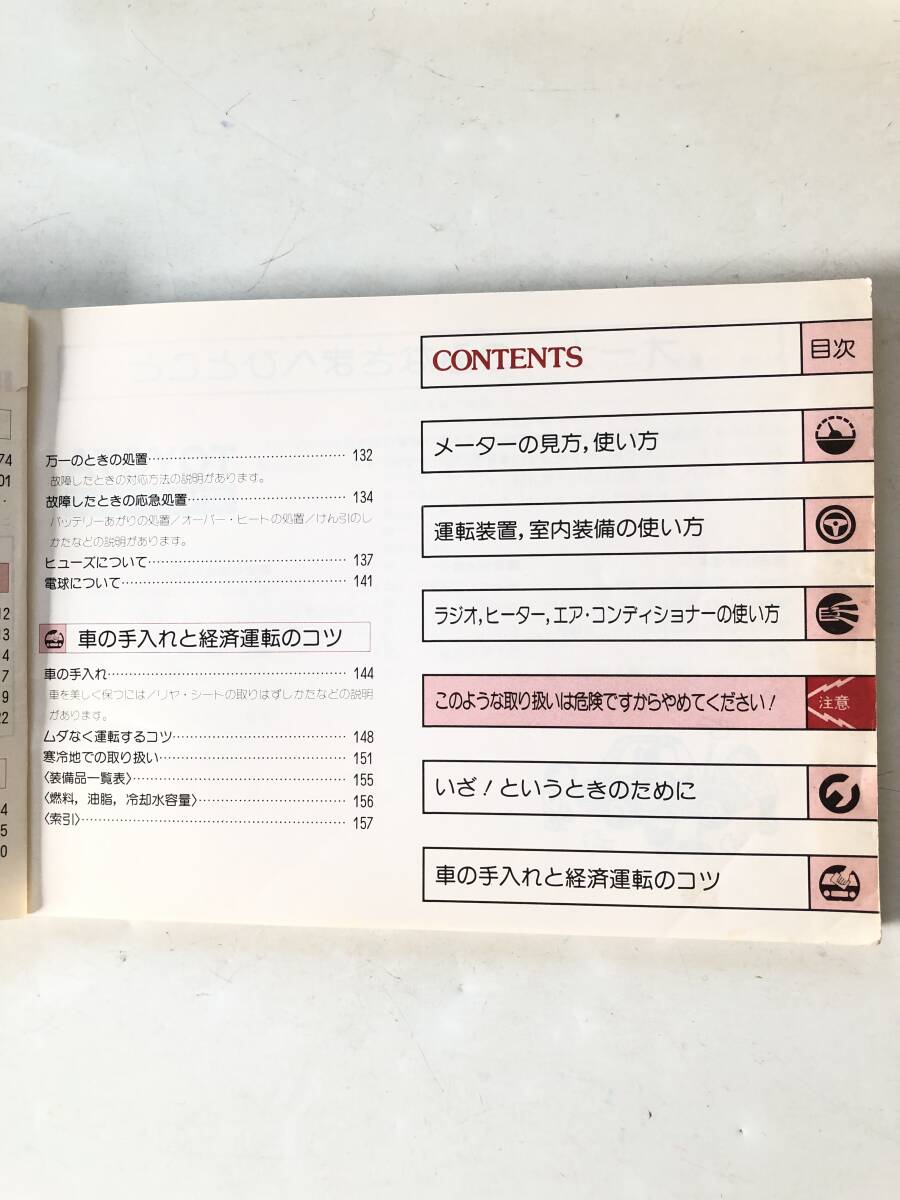 74
01
12
13
4
7
9
22
4
5
0
万一のときの処置 132
故障したときの対応方法の説明があります。
故障したときの応急処置 134
バッテリーあがりの処置/オーバー・ヒートの処置/けん引のし
かたなどの説明があります。
ヒューズについて 137
電球について 141
車の手入れと経済運転のコツ
車の手入れ 144
車を美しく保つには/リヤ・シートの取りはずしかたなどの説明
があります。
ムダなく運転するコツ 148
寒冷地での取り扱い 151
〈装備品一覧表〉 155
〈燃料，油脂，冷却水容量〉 156
〈索引〉 157
CONTENTS 目次
メーターの見方，使い方
運転装置，室内装備の使い方
ラジオ，ヒーター，エア・コンディショナーの使い方
このような取り扱いは危険ですからやめてください！ 注意
いざ！というときのために
車の手入れと経済運転のコツ